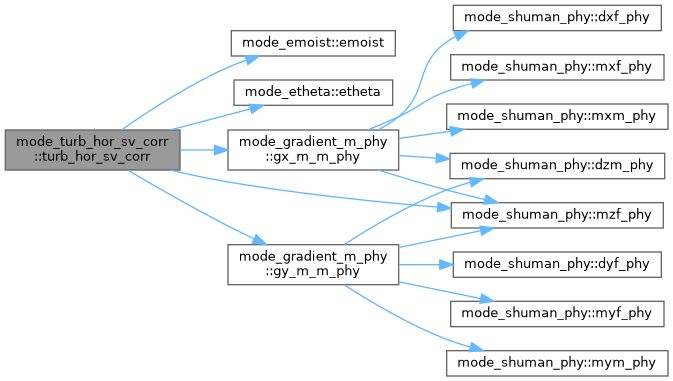 mode_turb_hor_sv_corr
::turb_hor_sv_corr
mode_emoist::emoist
mode_etheta::etheta
mode_gradient_m_phy
::gx_m_m_phy
mode_gradient_m_phy
::gy_m_m_phy
mode_shuman_phy::dxf_phy
mode_shuman_phy::mxf_phy
mode_shuman_phy::mxm_phy
mode_shuman_phy::dzm_phy
mode_shuman_phy::mzf_phy
mode_shuman_phy::dyf_phy
mode_shuman_phy::myf_phy
mode_shuman_phy::mym_phy